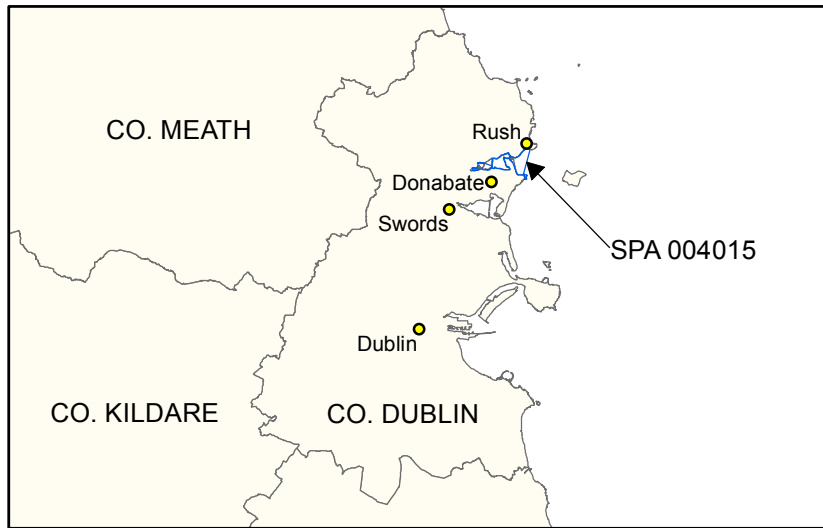 CO. MEATH
Rush
Donabate
Swords
SPA 004015
Dublin
CO. KILDARE
CO. DUBLIN